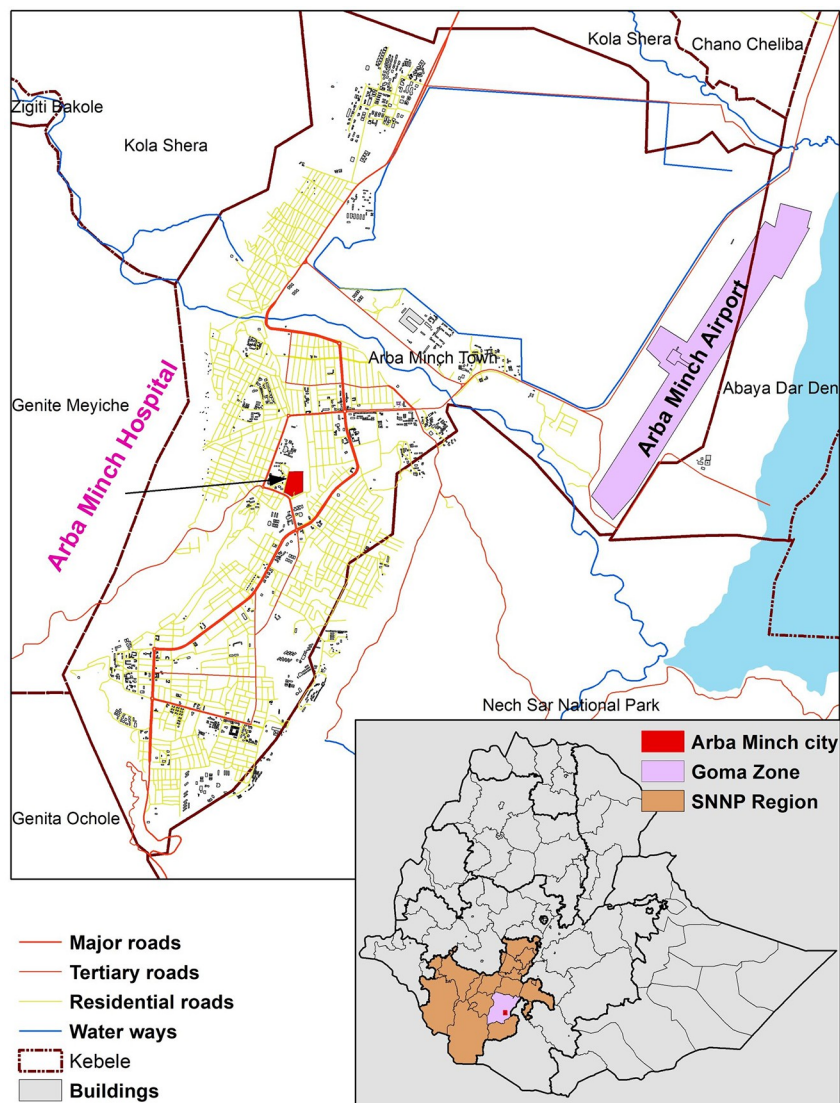 Kola Shera
Chano Cheliba
Zigiti Bakole
Kola Shera
Arba Minch Town
Arba Minch Airport
Abaya Dar Den
Genite Meyiche
Arba Minch Hospital
Nech Sar National Park
Genita Ochole
Arba Minch city
Goma Zone
SNNP Region
Major roads
Tertiary roads
Residential roads
Water ways
Kebele
Buildings